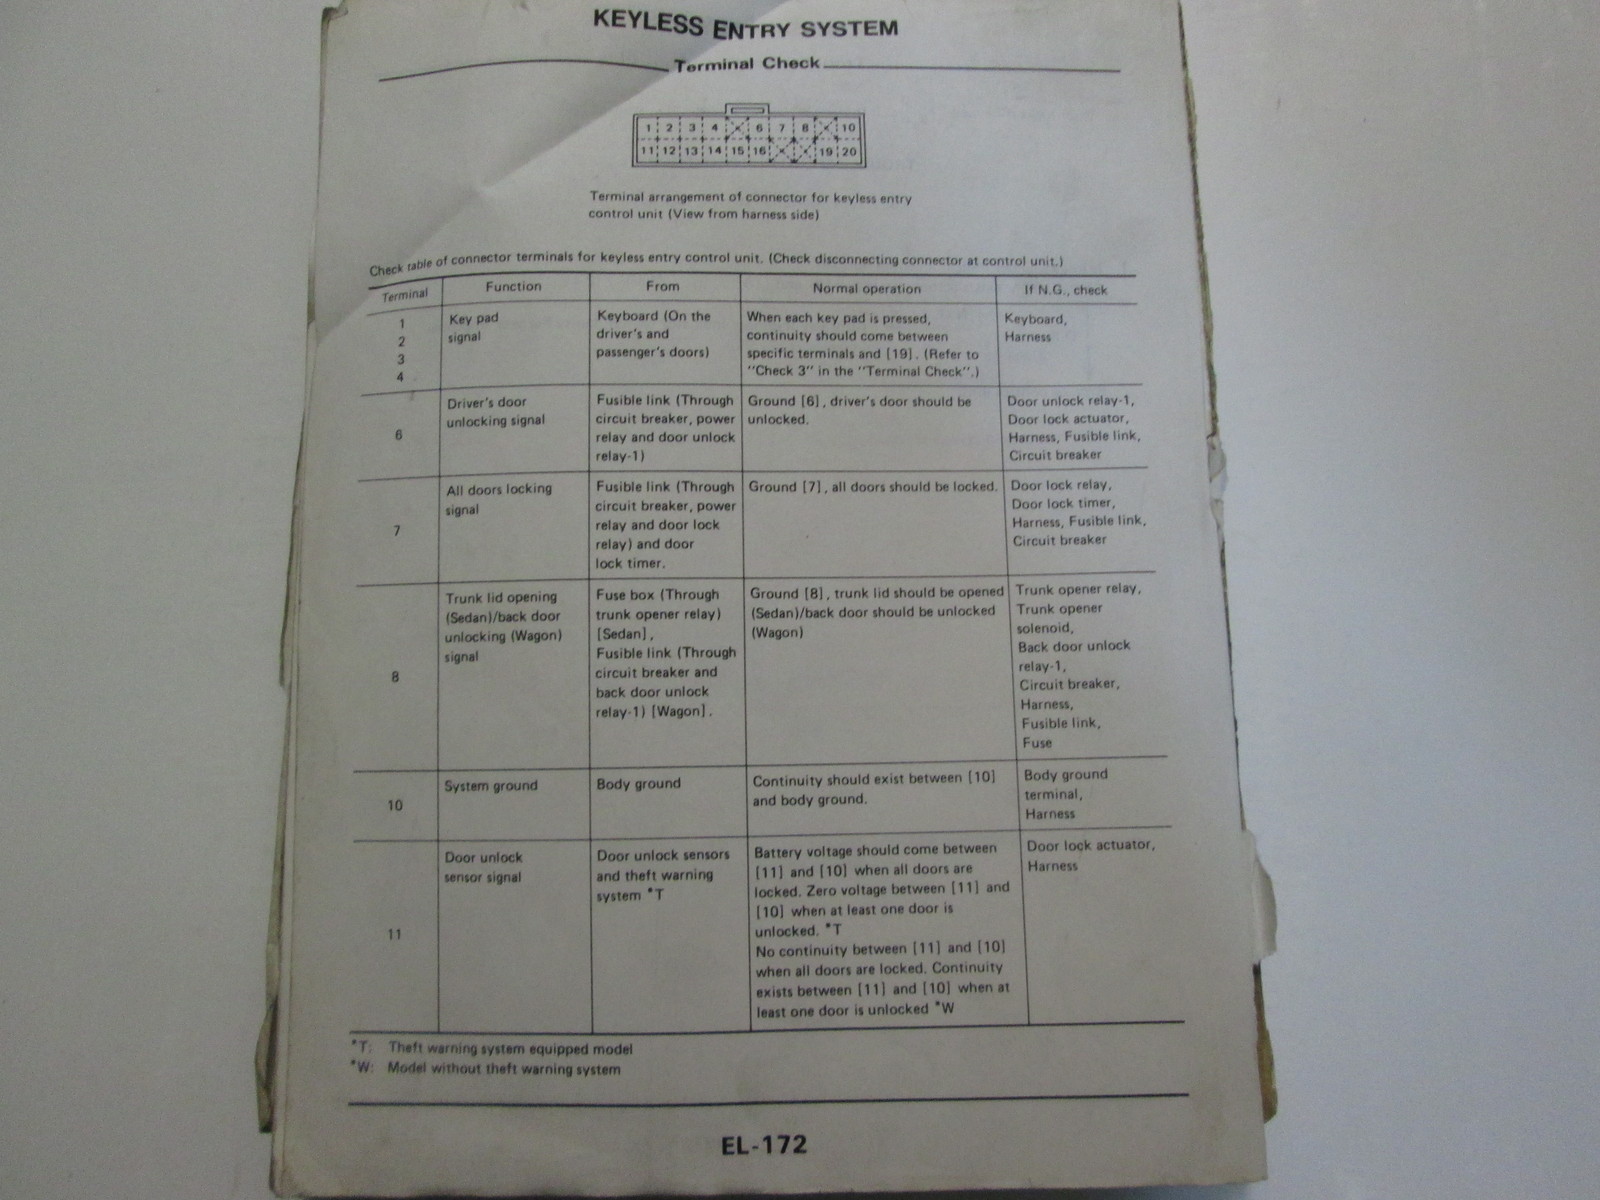 KEYLESS ENTRY SYSTEM
Terminal Check
1 2 3 4 6 7 8 10
11 12 13 14 15 16 19 20
Terminal arrangement of connector for keyless entry
control unit (View from harness side)
Check table of connector terminals for keyless entry control unit. (Check disconnecting connector at control unit.)
Terminal
Function
From
Normal operation
If N.G., check
1
2
3
4
Key pad
signal
Keyboard (On the
driver's and
passenger's doors)
When each key pad is pressed,
continuity should come between
specific terminals and [19]. (Refer to
"Check 3" in the "Terminal Check".)
Keyboard,
Harness
6
Driver's door
unlocking signal
Fusible link (Through
circuit breaker, power
relay and door unlock
relay-1)
Ground [6], driver's door should be
unlocked.
Door unlock relay-1,
Door lock actuator,
Harness, Fusible link,
Circuit breaker
7
All doors locking
signal
Fusible link (Through
circuit breaker, power
relay and door lock
relay) and door
lock timer.
Ground [7], all doors should be locked.
Door lock relay,
Door lock timer,
Harness, Fusible link,
Circuit breaker
8
Trunk lid opening
(Sedan)/back door
unlocking (Wagon)
signal
Fuse box (Through
trunk opener relay)
[Sedan],
Fusible link (Through
circuit breaker and
back door unlock
relay-1) [Wagon].
Ground [8], trunk lid should be opened
(Sedan)/back door should be unlocked
(Wagon)
Trunk opener relay,
Trunk opener
solenoid,
Back door unlock
relay-1,
Circuit breaker,
Harness,
Fusible link,
Fuse
10
System ground
Body ground
Continuity should exist between [10]
and body ground.
Body ground
terminal,
Harness
11
Door unlock
sensor signal
Door unlock sensors
and theft warning
system *T
Battery voltage should come between
[11] and [10] when all doors are
locked. Zero voltage between [11] and
[10] when at least one door is
unlocked. *T
No continuity between [11] and [10]
when all doors are locked. Continuity
exists between [11] and [10] when at
least one door is unlocked *W
Door lock actuator,
Harness
*T: Theft warning system equipped model
*W: Model without theft warning system
EL-172